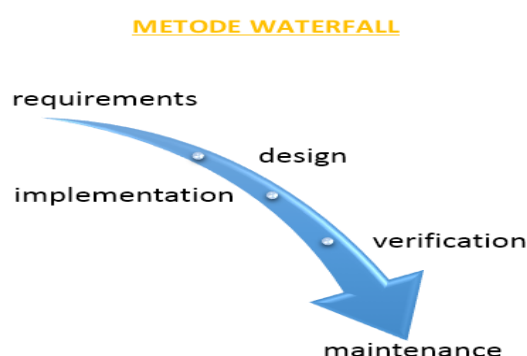 METODE WATERFALL
requirements
design
implementation
verification
maintenance